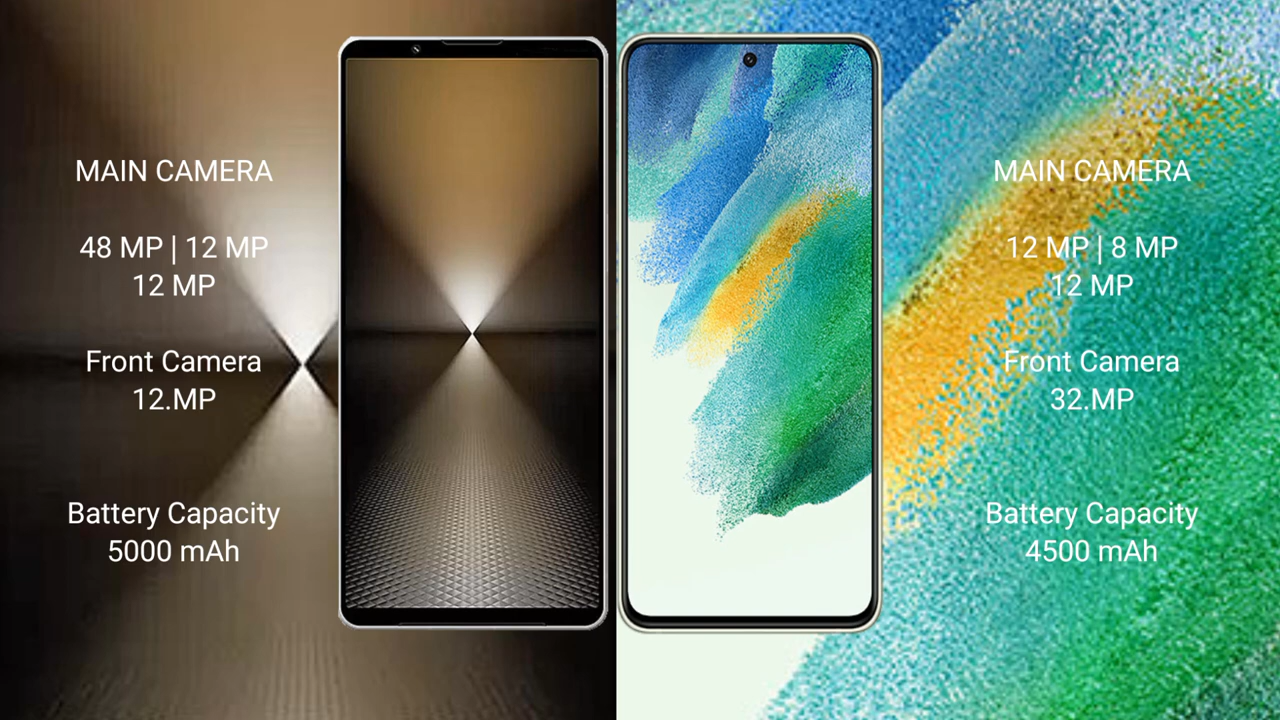 MAIN CAMERA
48 MP | 12 MP
12 MP
Front Camera
12.MP
Battery Capacity
5000 mAh
MAIN CAMERA
12 MP | 8 MP
12 MP
Front Camera
32.MP
Battery Capacity
4500 mAh